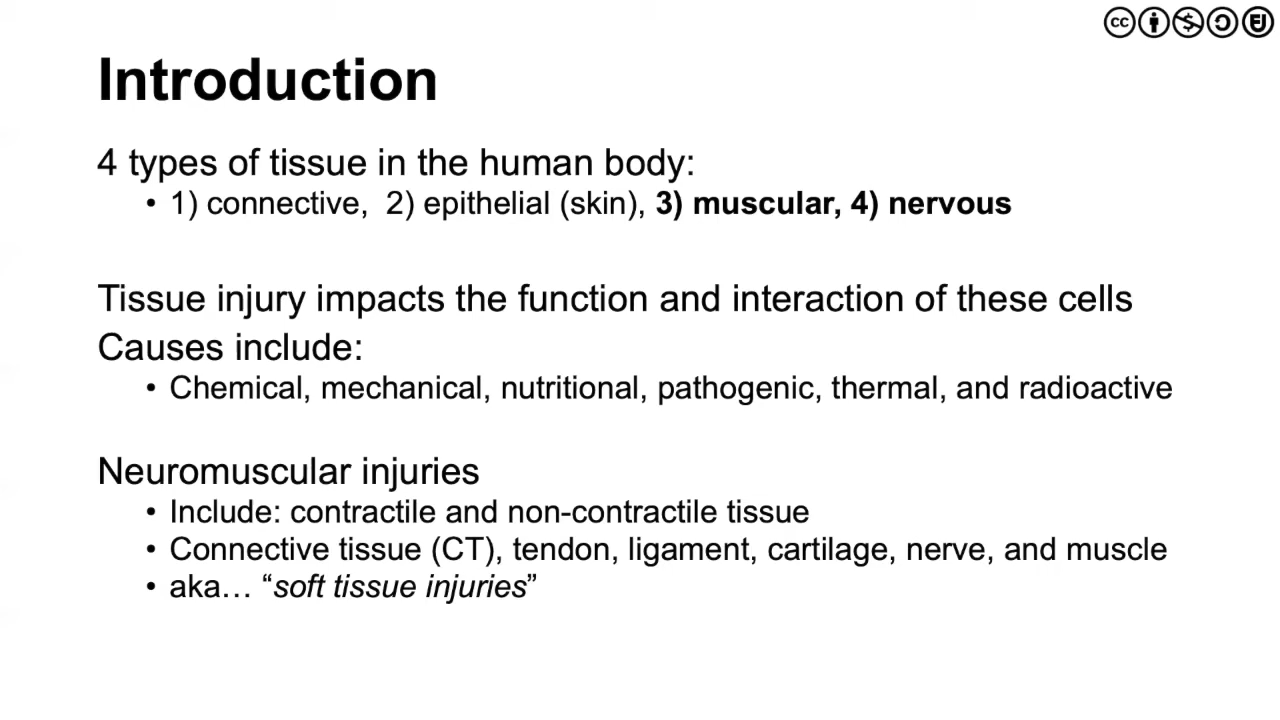 cc
Introduction
4 types of tissue in the human body:
• 1) connective,  2) epithelial (skin), 3) muscular, 4) nervous
Tissue injury impacts the function and interaction of these cells
Causes include:
• Chemical, mechanical, nutritional, pathogenic, thermal, and radioactive
Neuromuscular injuries
• Include: contractile and non-contractile tissue
• Connective tissue (CT), tendon, ligament, cartilage, nerve, and muscle
• aka… “soft tissue injuries”